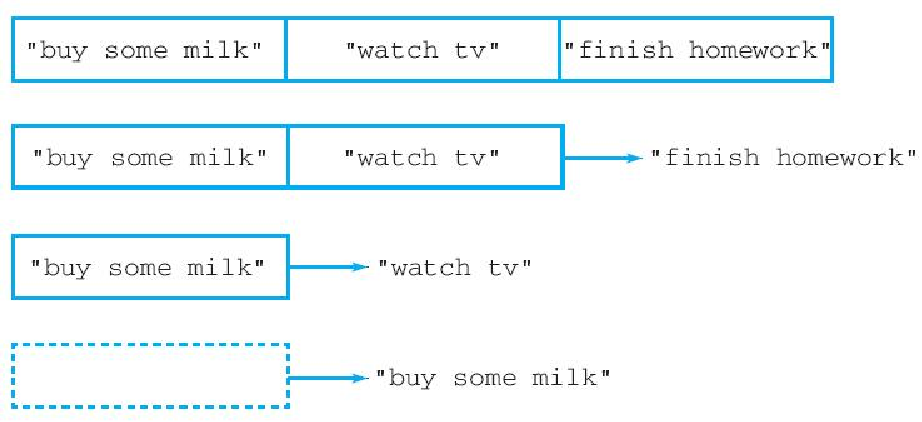 "buy some milk" "watch tv" "finish homework"
"buy some milk" "watch tv" "finish homework"
"buy some milk" "watch tv"
"buy some milk"